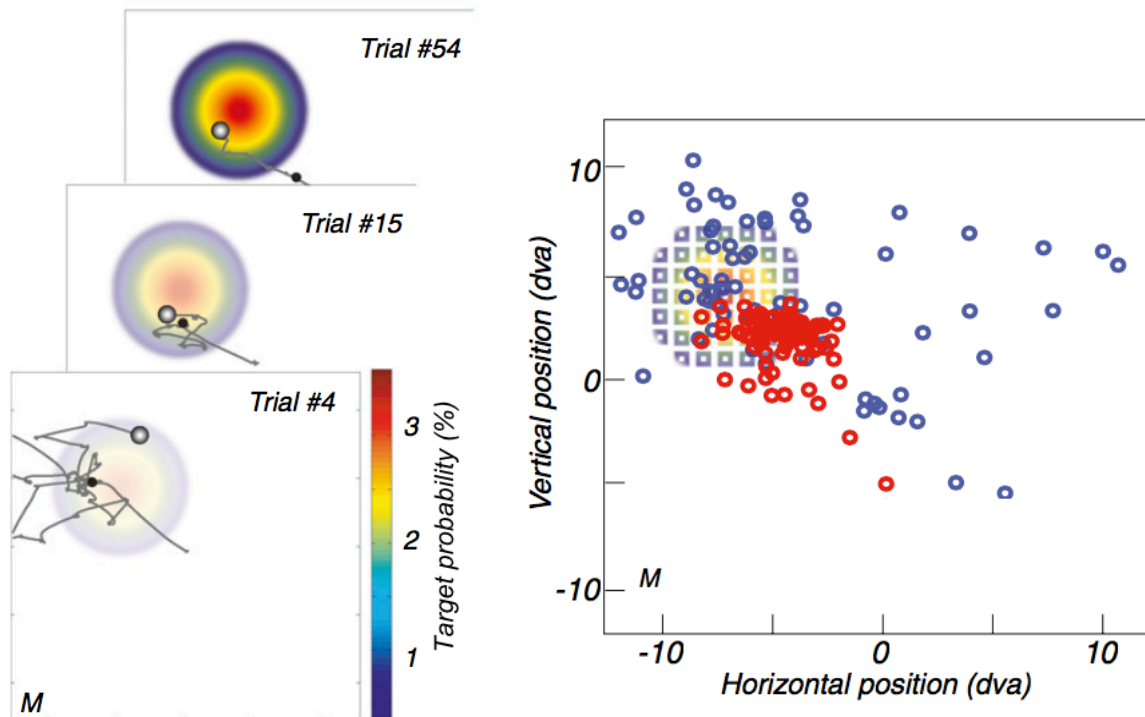 Trial #54
Trial #15
Trial #4
M
3
2
1
Target probability (%)
10
0
-10
Vertical position (dva)
M
-10
0
10
Horizontal position (dva)